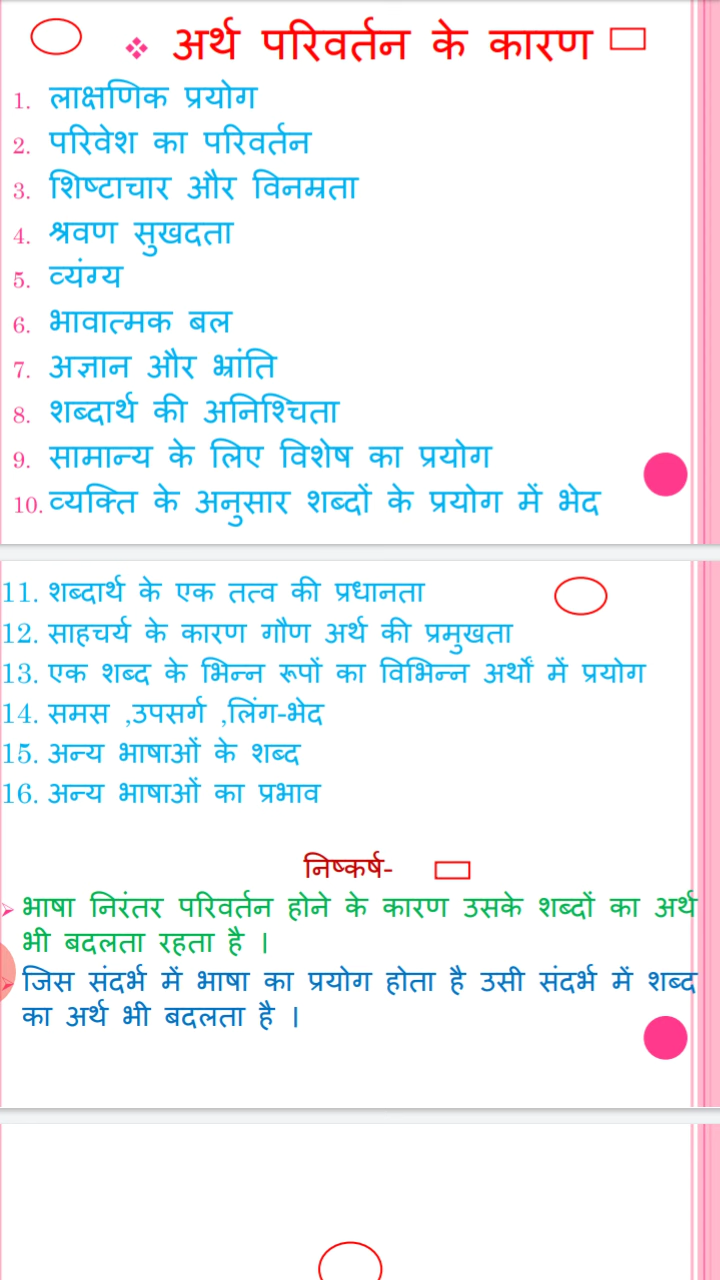 ❖ अर्थ परिवर्तन के कारण
1. लाक्षणिक प्रयोग
2. परिवेश का परिवर्तन
3. शिष्टाचार और विनम्रता
4. श्रवण सुखदता
5. व्यंग्य
6. भावात्मक बल
7. अज्ञान और भ्रांति
8. शब्दार्थ की अनिश्चिता
9. सामान्य के लिए विशेष का प्रयोग
10. व्यक्ति के अनुसार शब्दों के प्रयोग में भेद
11. शब्दार्थ के एक तत्व की प्रधानता
12. साहचर्य के कारण गौण अर्थ की प्रमुखता
13. एक शब्द के भिन्न रूपों का विभिन्न अर्थों में प्रयोग
14. समस ,उपसर्ग ,लिंग-भेद
15. अन्य भाषाओं के शब्द
16. अन्य भाषाओं का प्रभाव
निष्कर्ष-
➢ भाषा निरंतर परिवर्तन होने के कारण उसके शब्दों का अर्थ
भी बदलता रहता है ।
➢ जिस संदर्भ में भाषा का प्रयोग होता है उसी संदर्भ में शब्द
का अर्थ भी बदलता है ।